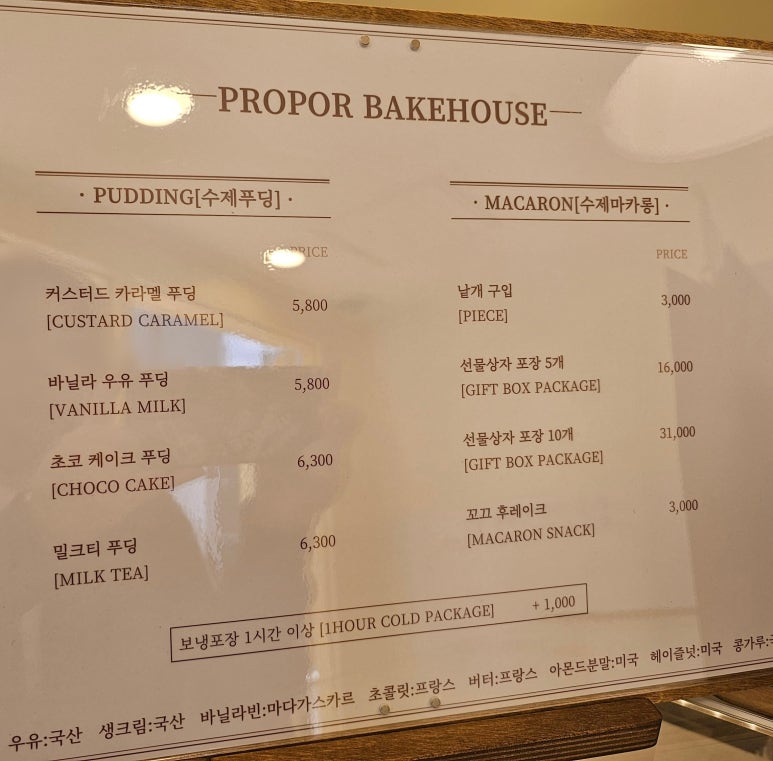 PROPOR BAKEHOUSE
· PUDDING[수제푸딩] ·
PRICE
커스터드 카라멜 푸딩 5,800
[CUSTARD CARAMEL]
바닐라 우유 푸딩 5,800
[VANILLA MILK]
초코 케이크 푸딩 6,300
[CHOCO CAKE]
밀크티 푸딩 6,300
[MILK TEA]
· MACARON[수제마카롱] ·
PRICE
낱개 구입 3,000
[PIECE]
선물상자 포장 5개 16,000
[GIFT BOX PACKAGE]
선물상자 포장 10개 31,000
[GIFT BOX PACKAGE]
꼬끄 후레이크 3,000
[MACARON SNACK]
보냉포장 1시간 이상 [1HOUR COLD PACKAGE] + 1,000
우유:국산 생크림:국산 바닐라빈:마다가스카르 초콜릿:프랑스 버터:프랑스 아몬드분말:미국 헤이즐넛:미국 콩가루: